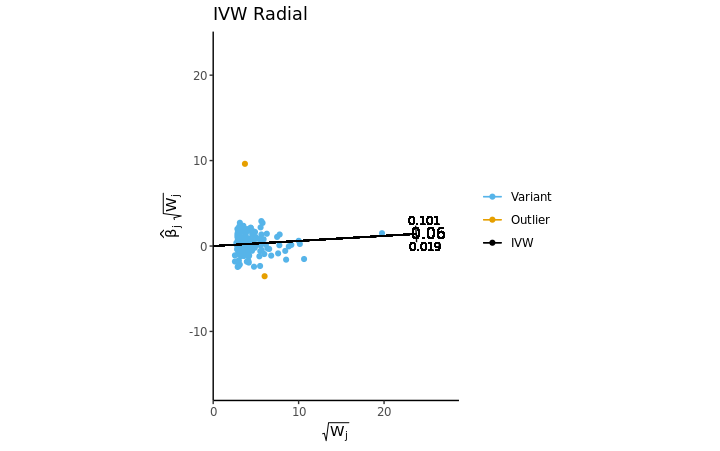 IVW Radial
β̂j √Wj
20
10
0
-10
0.101
0.06
0.019
0
10
20
√Wj
Variant
Outlier
IVW